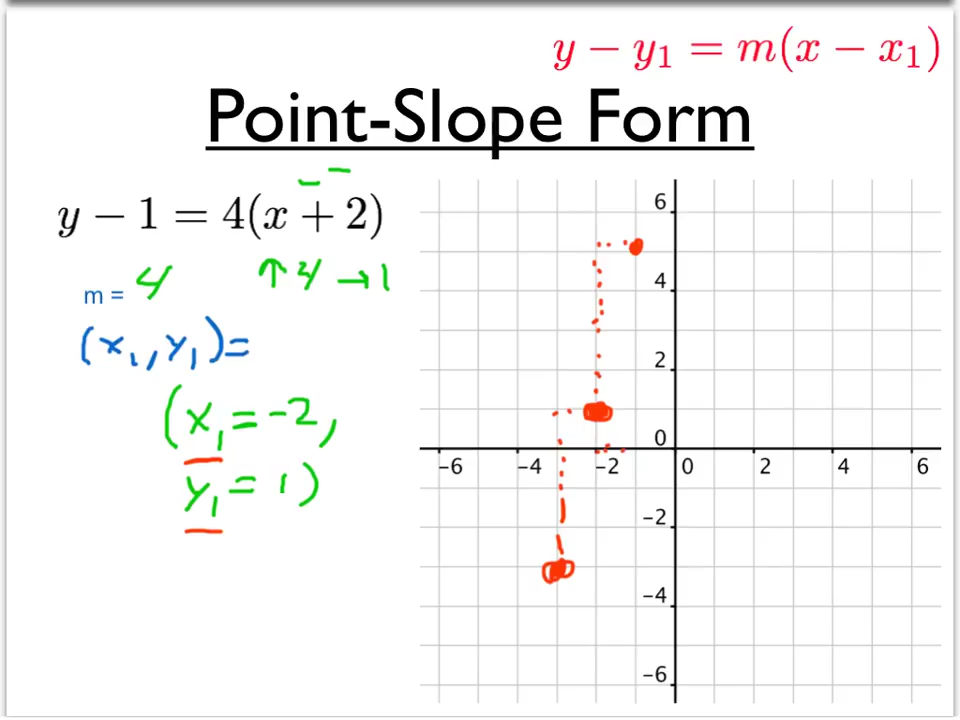 y − y₁ = m(x − x₁)
Point-Slope Form
y − 1 = 4(x + 2)
m = 4 ↑4 →1
(x₁, y₁) =
(x₁ = -2,
y₁ = 1)
6
4
2
0
−6 −4 −2 0 2 4 6
−2
−4
−6